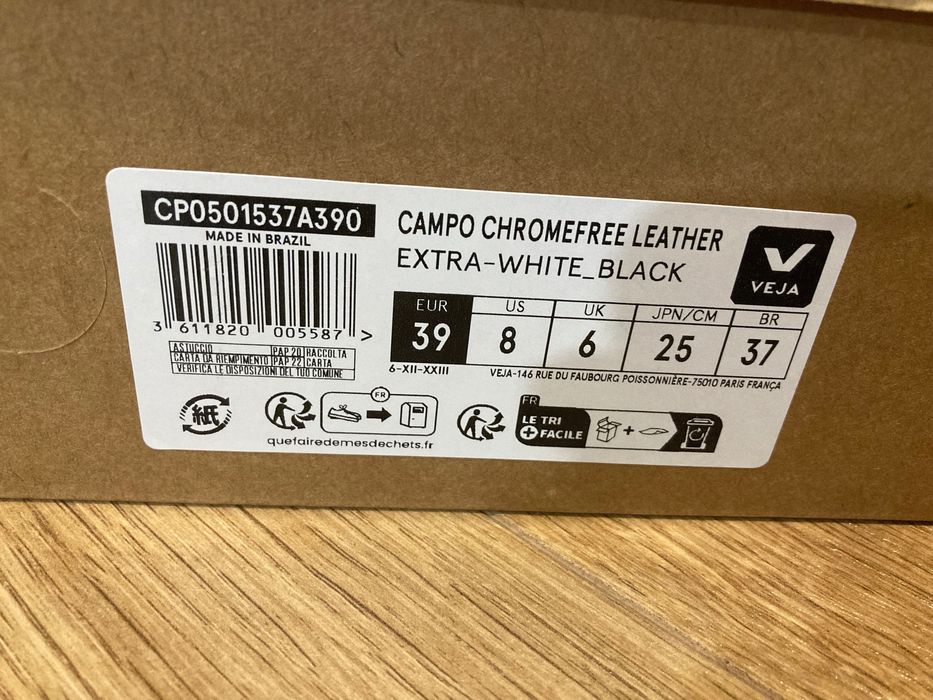 CP0501537A390
MADE IN BRAZIL
3 611820 005587 >
ASTUCCIO PAP 20 RACCOLTA
CARTA DA RIEMPIMENTO PAP 22 CARTA
VERIFICA LE DISPOSIZIONI DEL TUO COMUNE
CAMPO CHROMEFREE LEATHER
EXTRA-WHITE_BLACK
VEJA
EUR US UK JPN/CM BR
39 8 6 25 37
6-XII-XXIII
VEJA-146 RUE DU FAUBOURG POISSONNIÈRE-75010 PARIS FRANÇA
紙
FR
quefairedemesdechets.fr
FR
LE TRI
+ FACILE
+